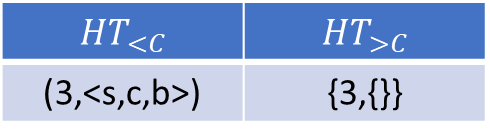 HT<C HT>C
(3,<s,c,b>) {3,{}}